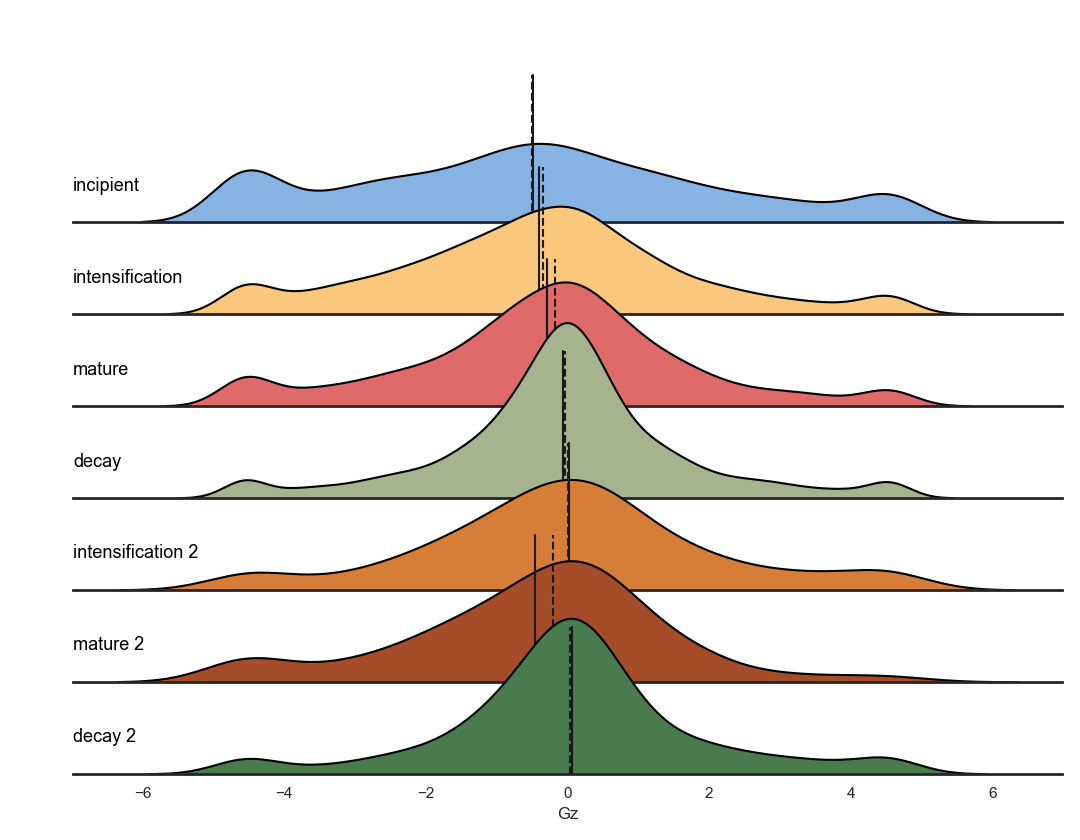 incipient
intensification
mature
decay
intensification 2
mature 2
decay 2
−6 −4 −2 0 2 4 6
Gz